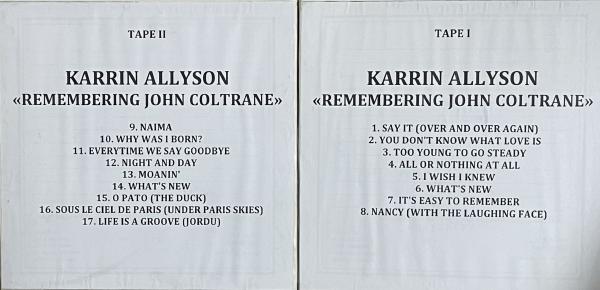 TAPE II
KARRIN ALLYSON
«REMEMBERING JOHN COLTRANE»
9. NAIMA
10. WHY WAS I BORN?
11. EVERYTIME WE SAY GOODBYE
12. NIGHT AND DAY
13. MOANIN'
14. WHAT'S NEW
15. O PATO (THE DUCK)
16. SOUS LE CIEL DE PARIS (UNDER PARIS SKIES)
17. LIFE IS A GROOVE (JORDU)
TAPE I
KARRIN ALLYSON
«REMEMBERING JOHN COLTRANE»
1. SAY IT (OVER AND OVER AGAIN)
2. YOU DON'T KNOW WHAT LOVE IS
3. TOO YOUNG TO GO STEADY
4. ALL OR NOTHING AT ALL
5. I WISH I KNEW
6. WHAT'S NEW
7. IT'S EASY TO REMEMBER
8. NANCY (WITH THE LAUGHING FACE)